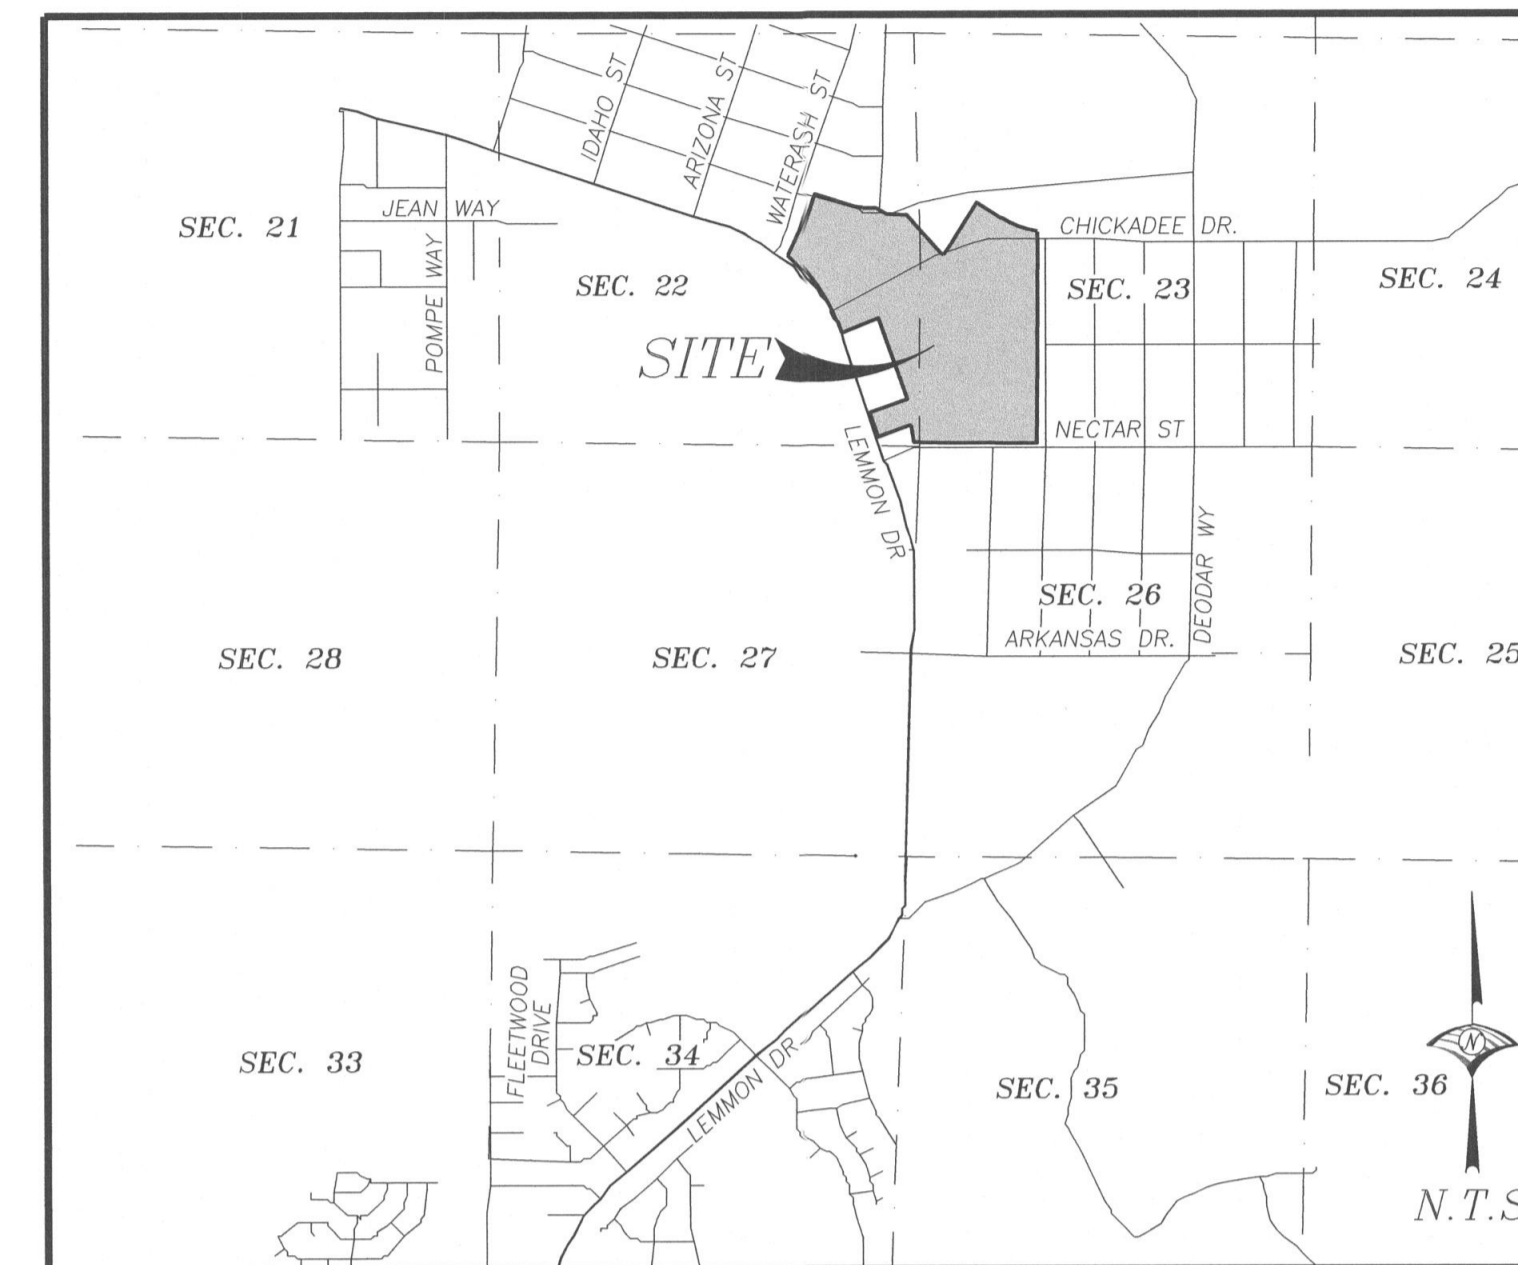 IDAHO ST
ARIZONA ST
WATERASH ST
JEAN WAY
SEC. 21
POMPE WAY
SEC. 22
CHICKADEE DR.
SEC. 23
SEC. 24
SITE
NECTAR ST
LEMMON DR
DEODAR WY
SEC. 26
ARKANSAS DR.
SEC. 28
SEC. 27
SEC. 25
FLEETWOOD
DRIVE
SEC. 33
SEC. 34
LEMMON DR
SEC. 35
SEC. 36
N
N.T.S